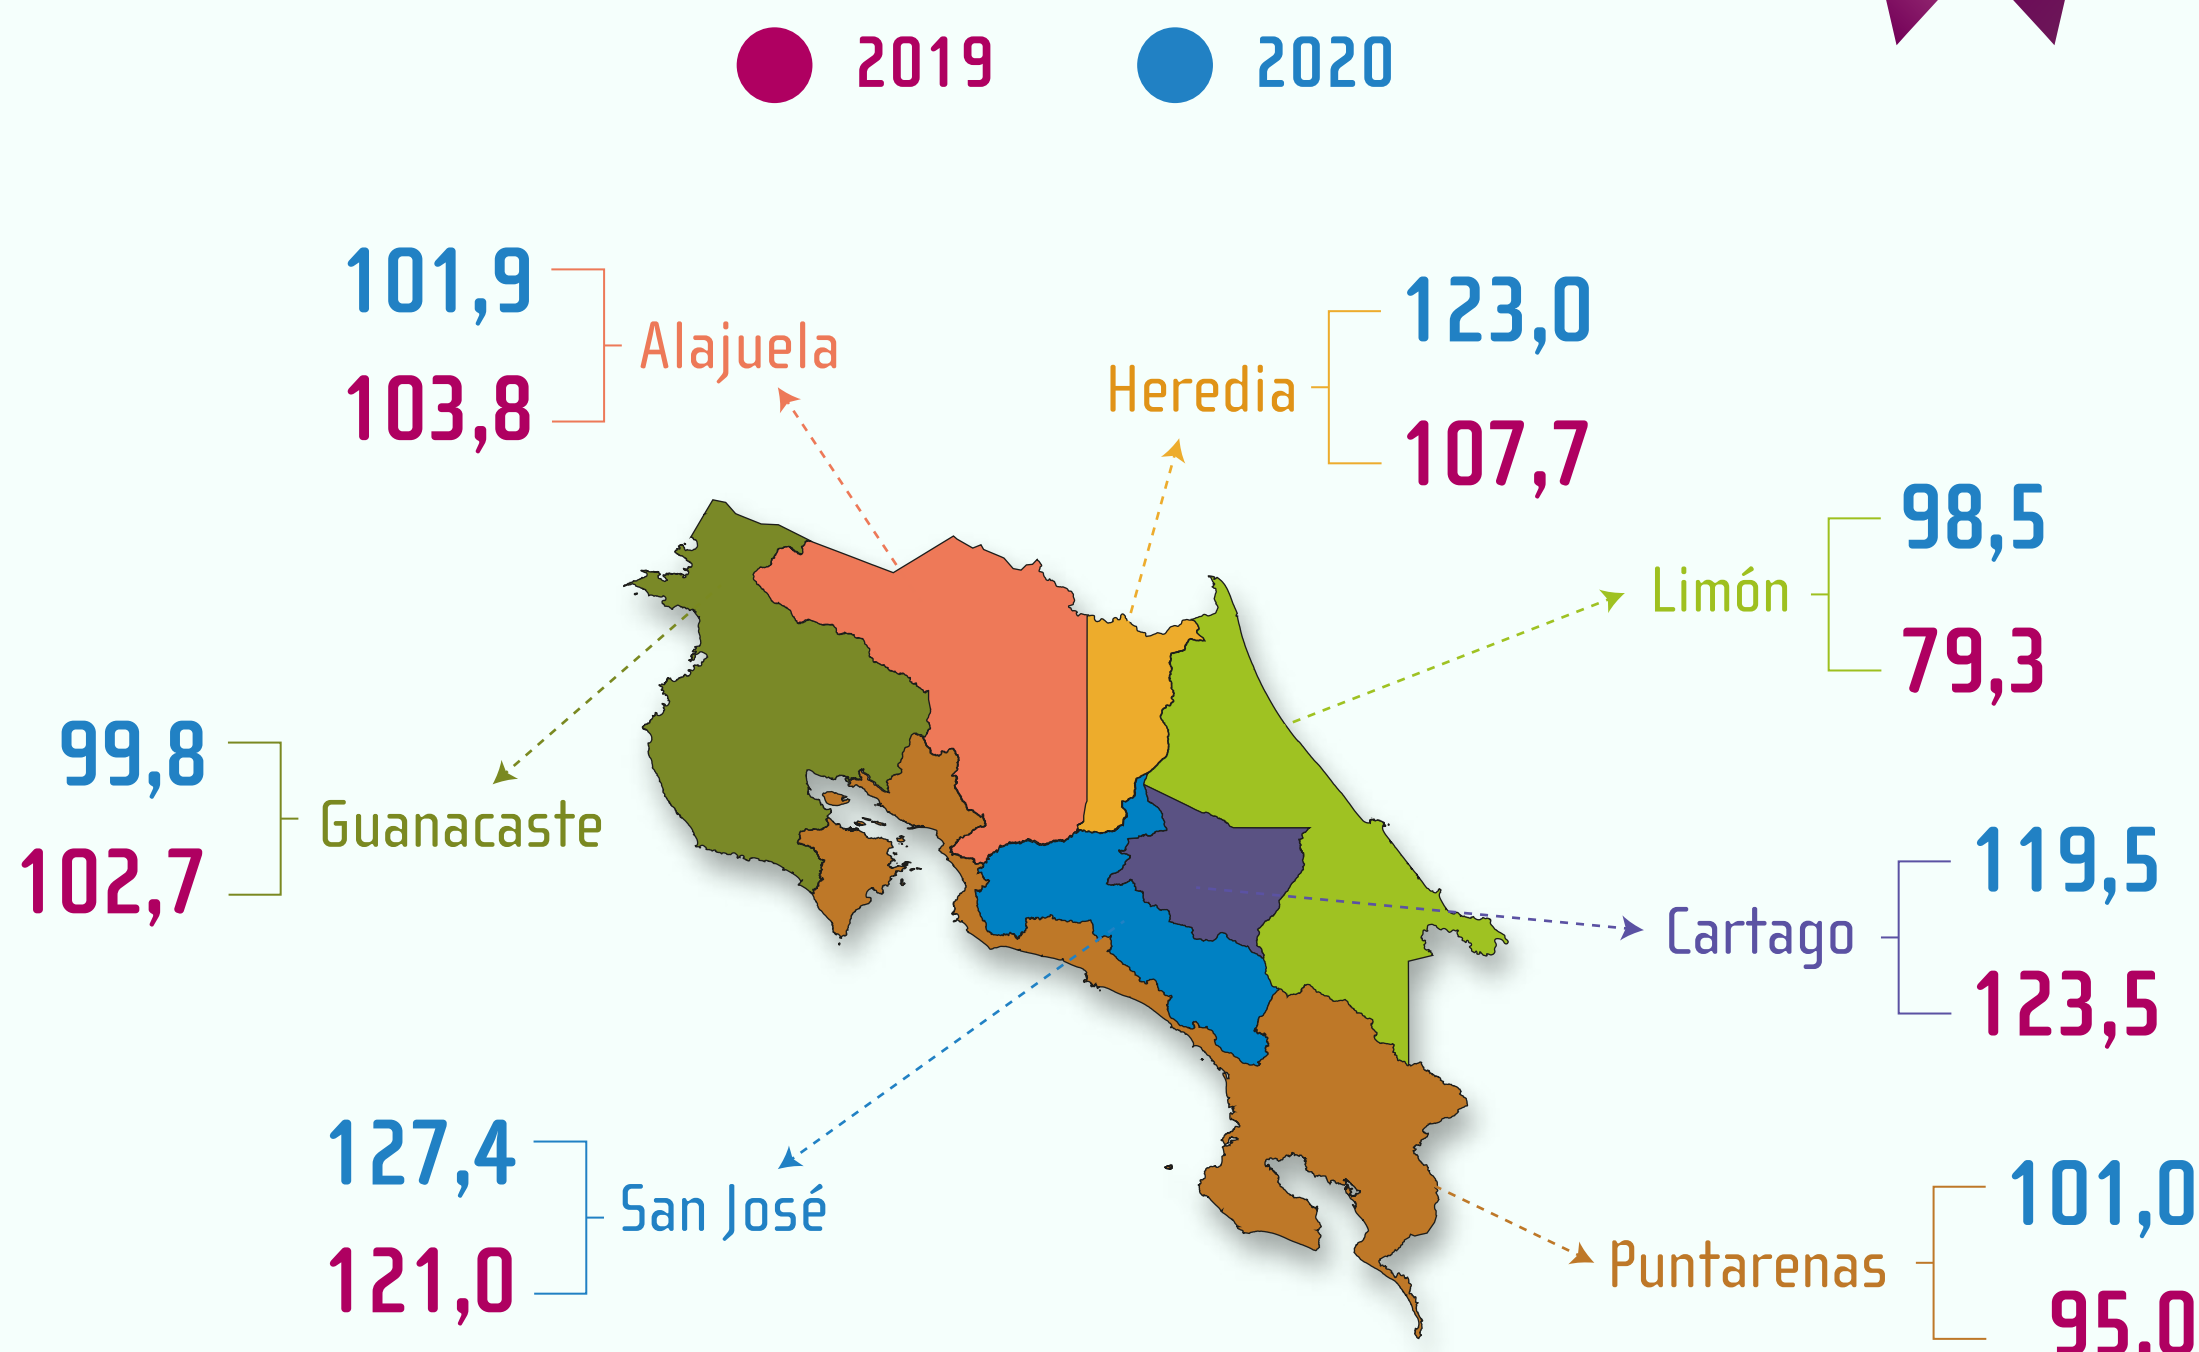 2019
2020
101,9
Alajuela
103,8
123,0
Heredia
107,7
98,5
Limón
79,3
99,8
Guanacaste
102,7
119,5
Cartago
123,5
127,4
San José
121,0
101,0
Puntarenas
95,0